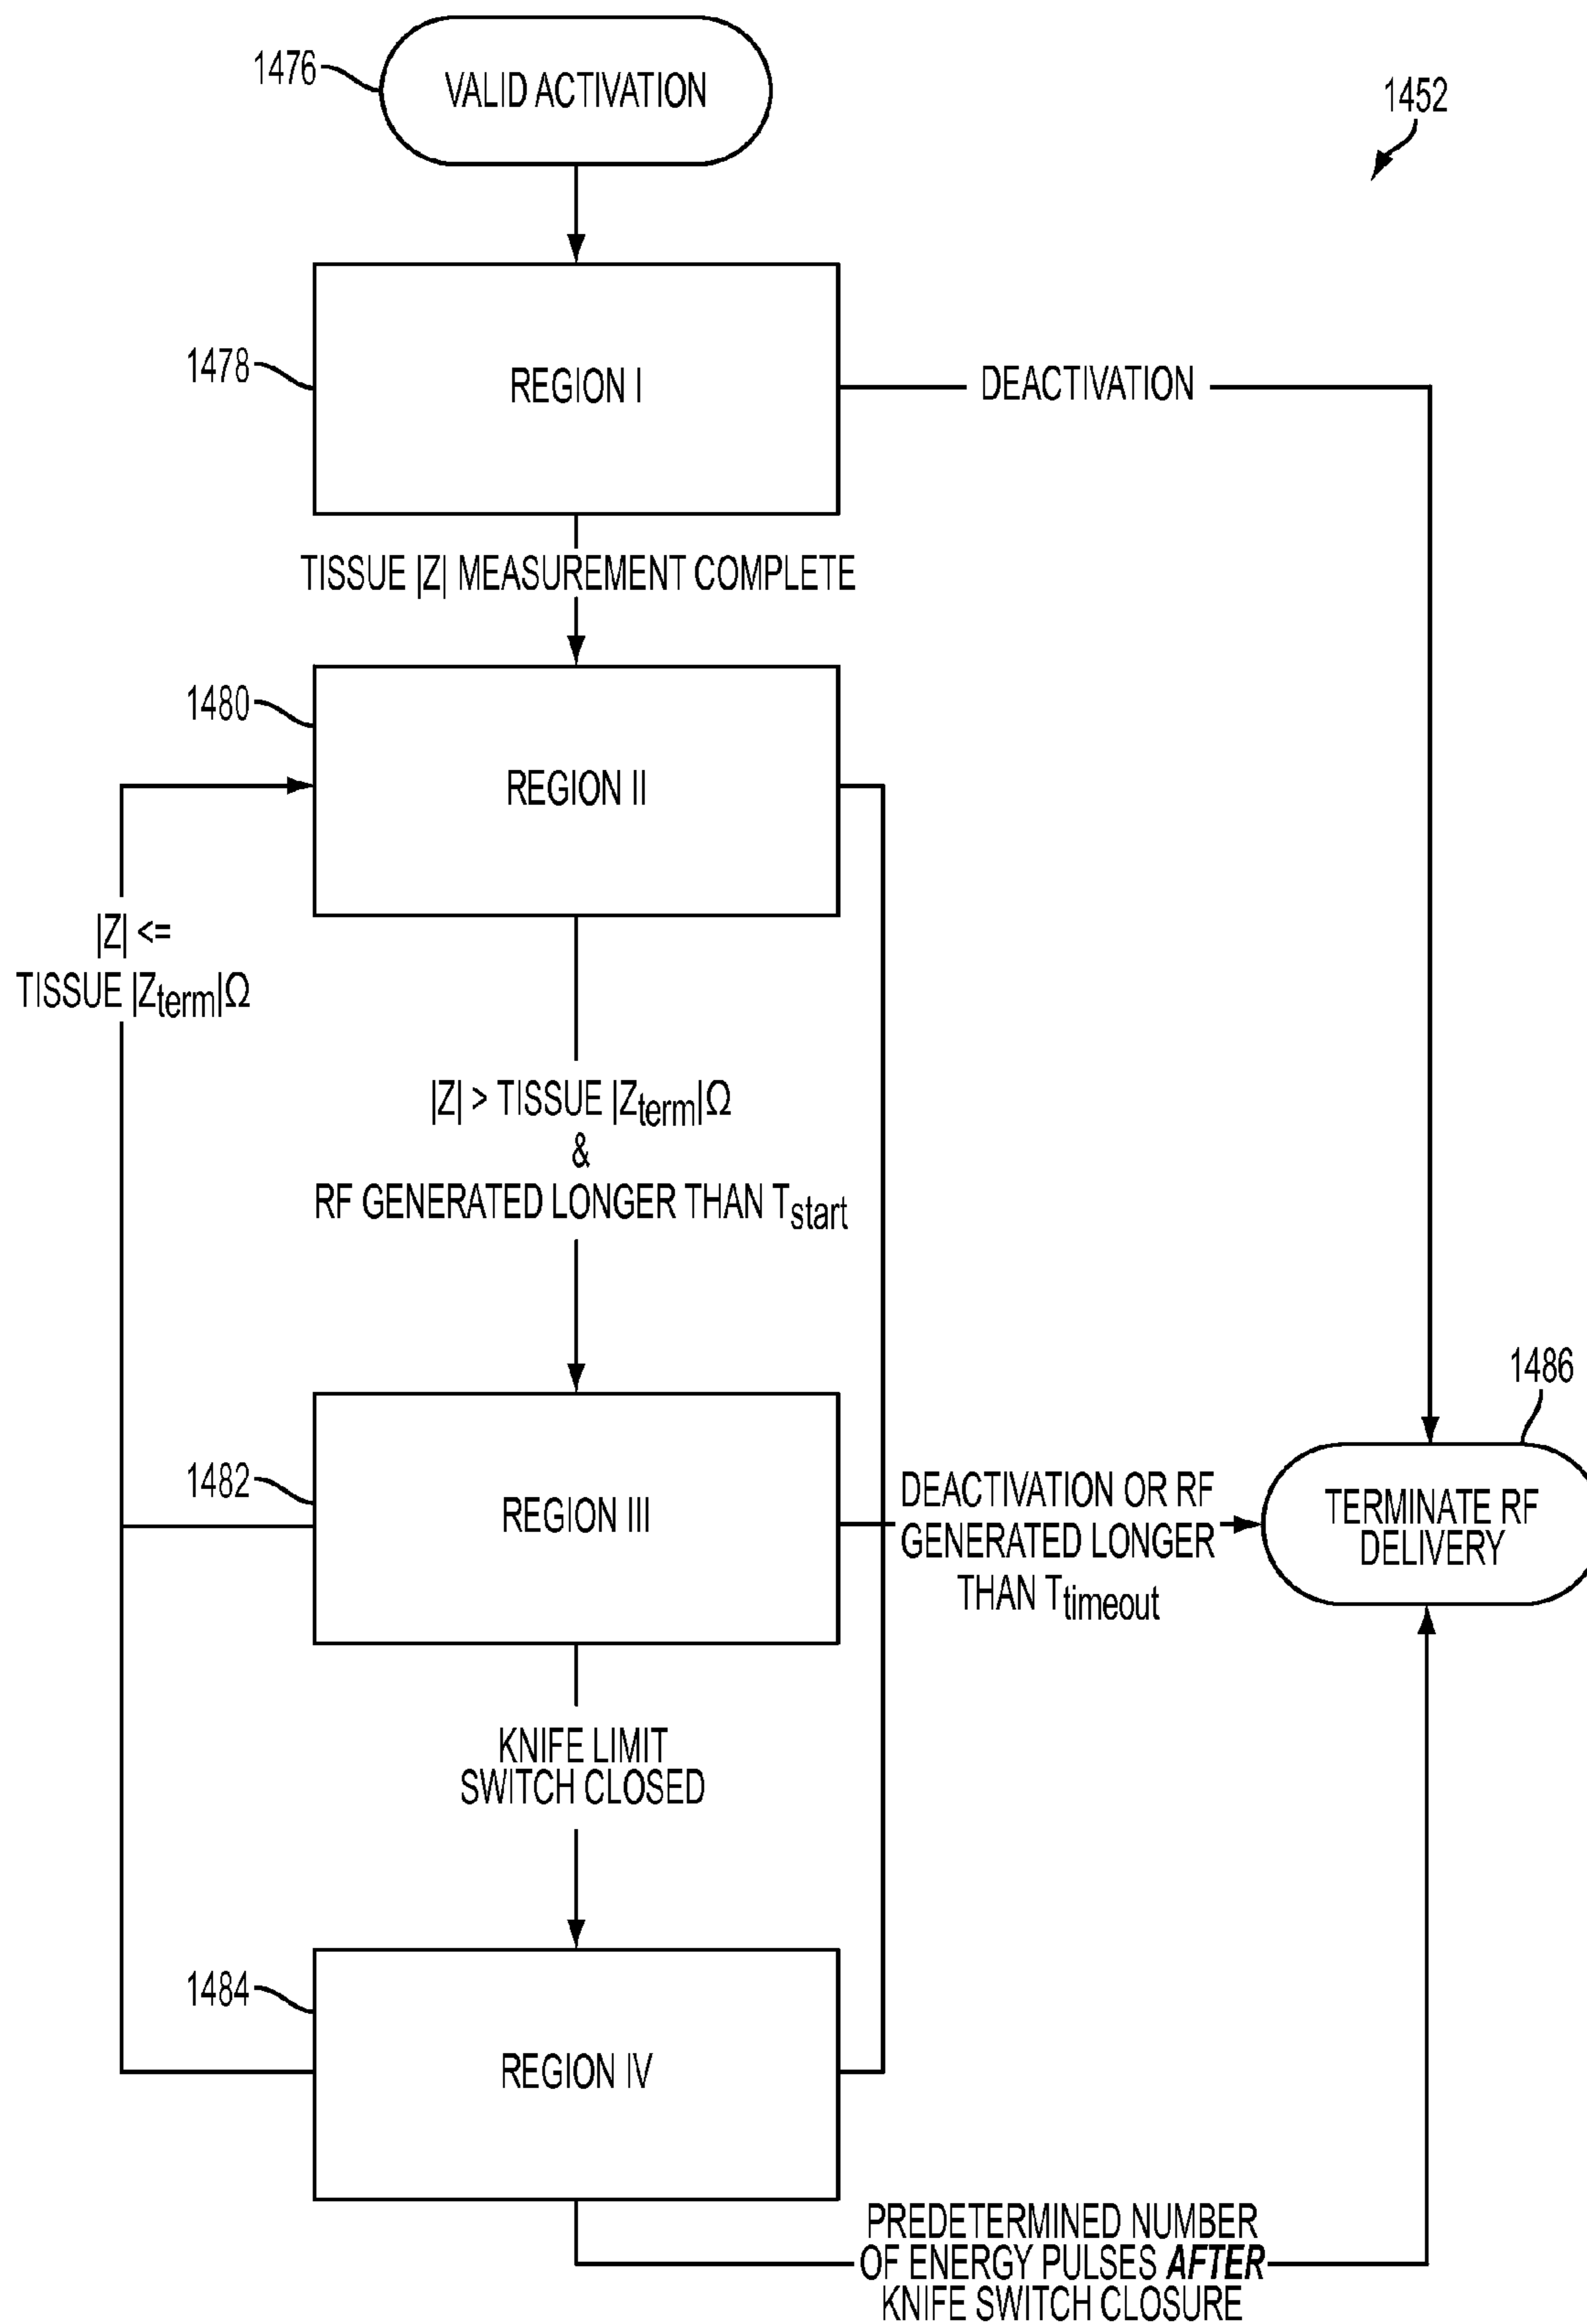 1476
VALID ACTIVATION
1452
1478
REGION I
DEACTIVATION
TISSUE |Z| MEASUREMENT COMPLETE
1480
REGION II
|Z| <=
TISSUE |Zterm|Ω
|Z| > TISSUE |Zterm|Ω
&
RF GENERATED LONGER THAN Tstart
1482
REGION III
DEACTIVATION OR RF
GENERATED LONGER
THAN Ttimeout
1486
TERMINATE RF
DELIVERY
KNIFE LIMIT
SWITCH CLOSED
1484
REGION IV
PREDETERMINED NUMBER
OF ENERGY PULSES AFTER
KNIFE SWITCH CLOSURE